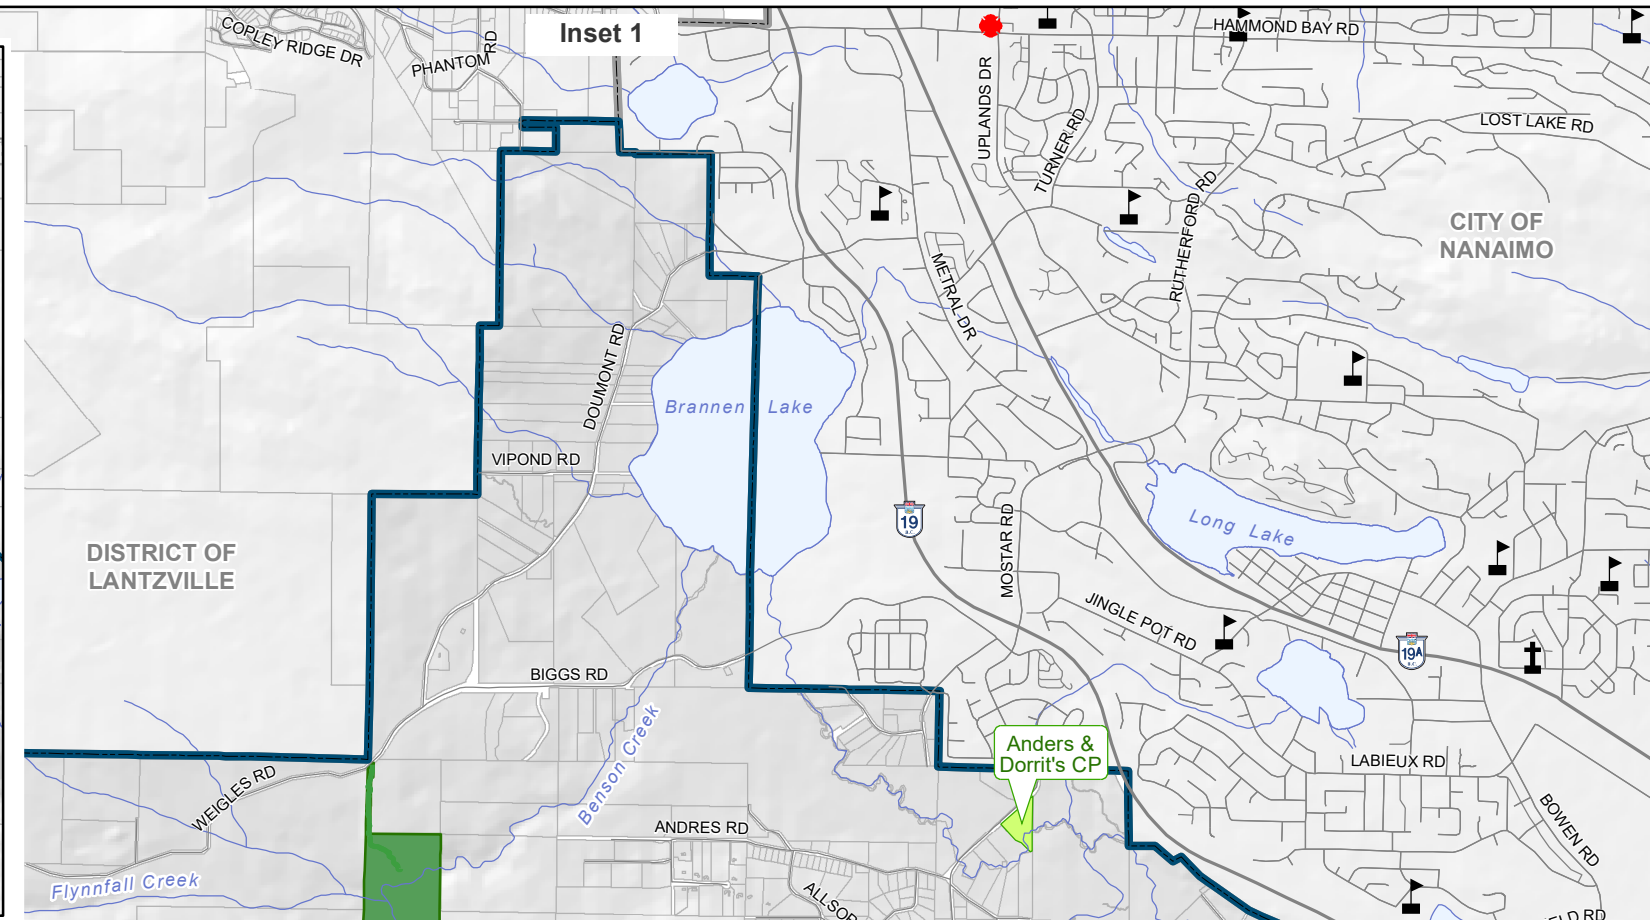 Inset 1
COPLEY RIDGE DR
PHANTOM RD
HAMMOND BAY RD
UPLANDS DR
TURNER RD
LOST LAKE RD
RUTHERFORD RD
CITY OF
NANAIMO
METRAL DR
DOUMONT RD
Brannen Lake
VIPOND RD
19
B.C.
MOSTAR RD
Long Lake
DISTRICT OF
LANTZVILLE
JINGLE POT RD
19A
B.C.
BIGGS RD
Benson Creek
Anders &
Dorrit's CP
LABIEUX RD
WEIGLES RD
ANDRES RD
BOWEN RD
Flynnfall Creek